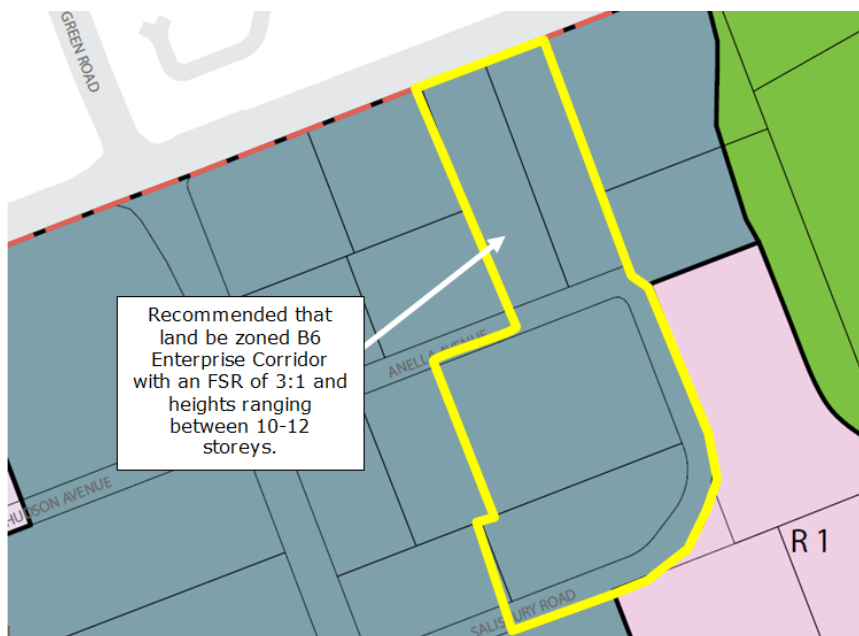 GREEN ROAD
Recommended that
land be zoned B6
Enterprise Corridor
with an FSR of 3:1 and
heights ranging
between 10-12
storeys.
ANELLA AVENUE
HUDSON AVENUE
R 1
SALISBURY ROAD